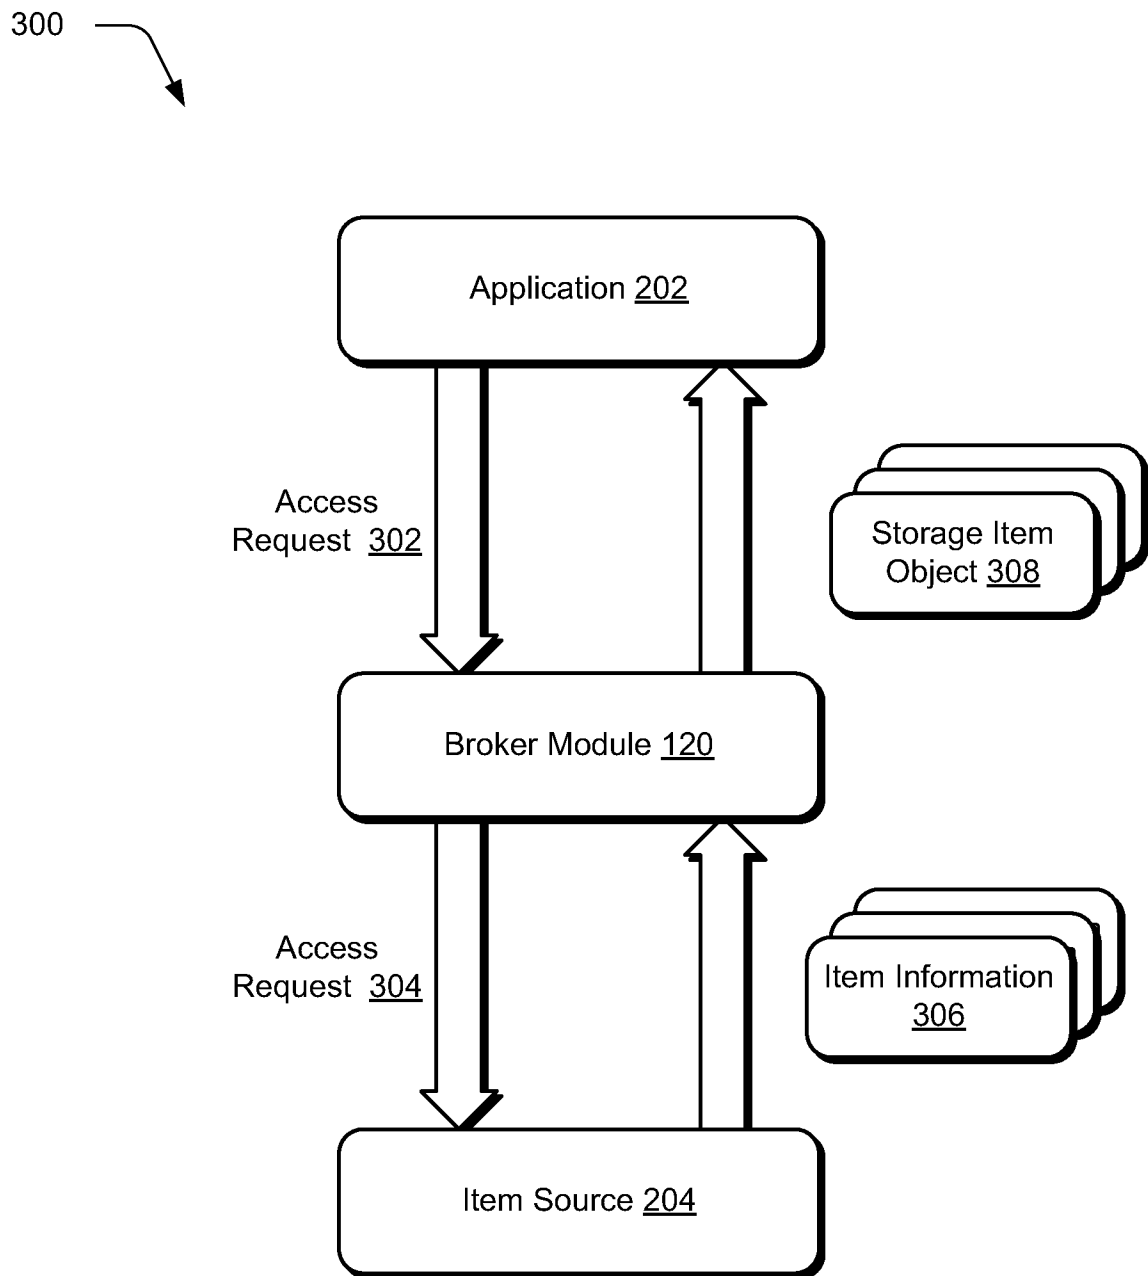 300
Application 202
Access
Request 302
Storage Item
Object 308
Broker Module 120
Access
Request 304
Item Information
306
Item Source 204